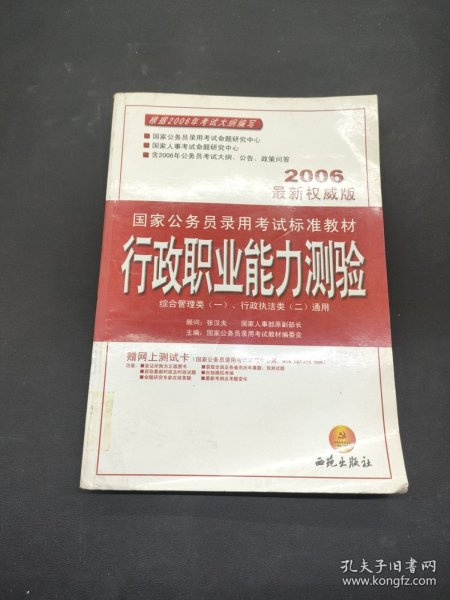 根据2006年考试大纲编写
■国家公务员录用考试命题研究中心
■国家人事考试命题研究中心
■含2006年公务员考试大纲、公告、政策问答
2006
最新权威版
国家公务员录用考试标准教材
行政职业能力测验
综合管理类(一)、行政执法类(二)通用
顾问:张汉夫 国家人事部原副部长
主编:国家公务员录用考试教材编委会
赠网上测试卡
西苑出版社
孔夫子旧书网
www.kongfz.com